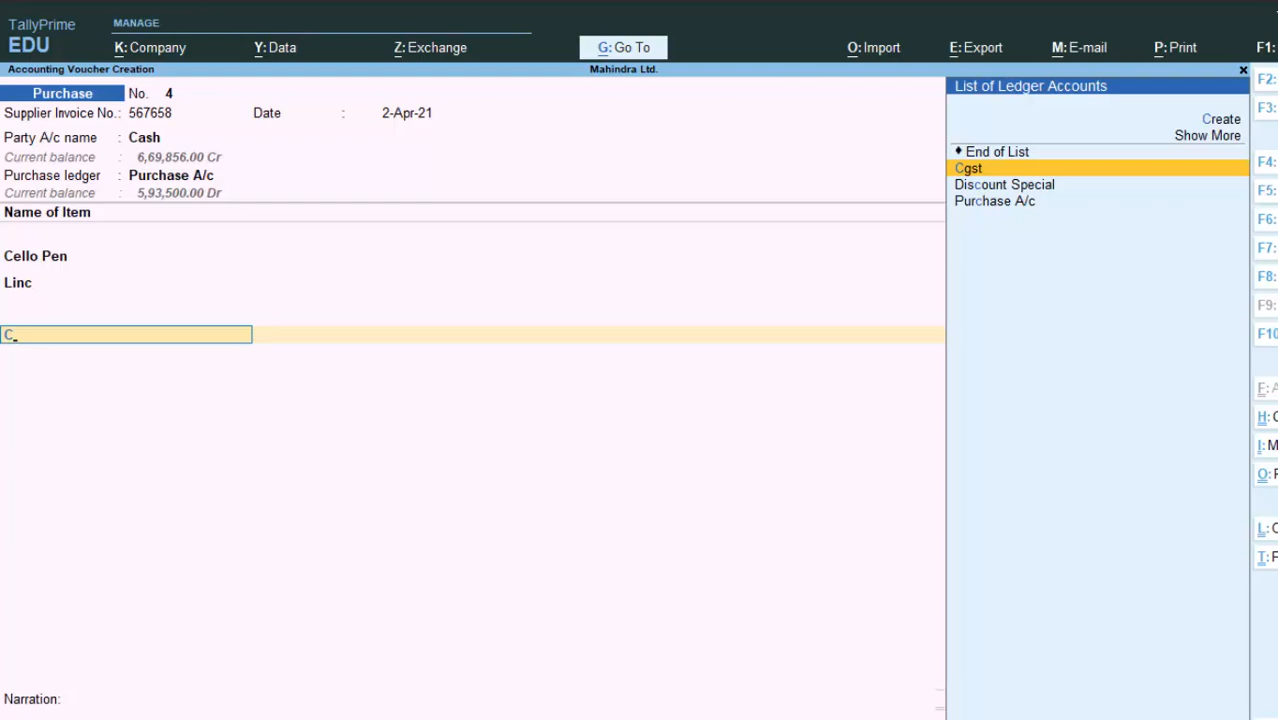 TallyPrime
EDU
MANAGE
K: Company
Y: Data
Z: Exchange
G: Go To
O: Import
E: Export
M: E-mail
P: Print
F1:
Accounting Voucher Creation
Mahindra Ltd.
×
Purchase No. 4
Supplier Invoice No.: 567658 Date : 2-Apr-21
Party A/c name : Cash
Current balance : 6,69,856.00 Cr
Purchase ledger : Purchase A/c
Current balance : 5,93,500.00 Dr
Name of Item
Cello Pen
Linc
C
Narration:
List of Ledger Accounts
Create
Show More
♦ End of List
Cgst
Discount Special
Purchase A/c
F2:
F3:
F4:
F5:
F6:
F7:
F8:
F9:
F10
F: A
H: C
I: M
O: F
L: C
T: F